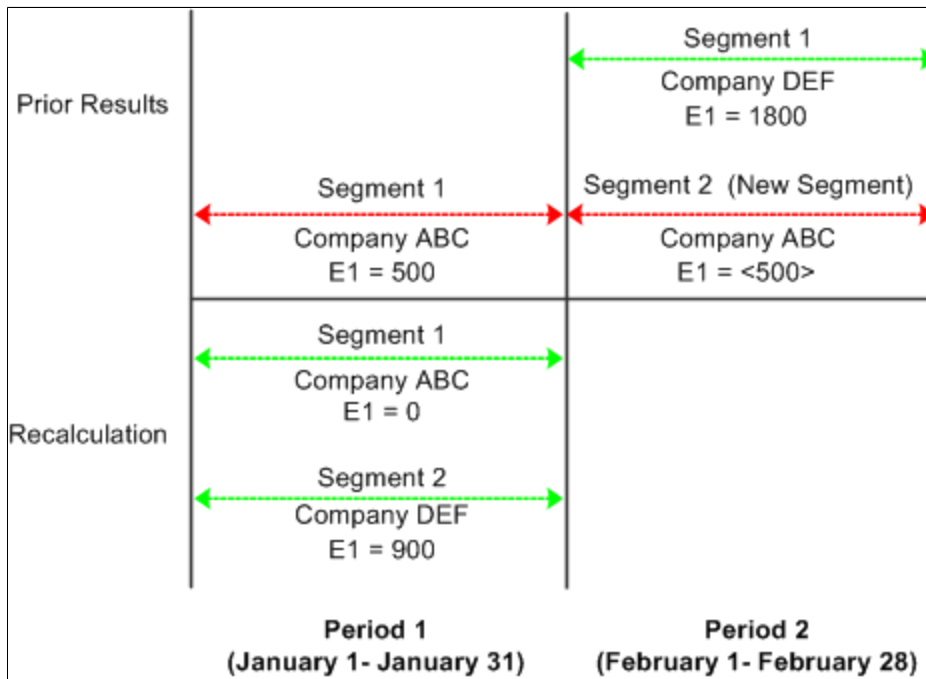 Prior Results
Segment 1
Company DEF
E1 = 1800
Segment 1
Company ABC
E1 = 500
Segment 2 (New Segment)
Company ABC
E1 = <500>
Recalculation
Segment 1
Company ABC
E1 = 0
Segment 2
Company DEF
E1 = 900
Period 1
(January 1- January 31)
Period 2
(February 1- February 28)